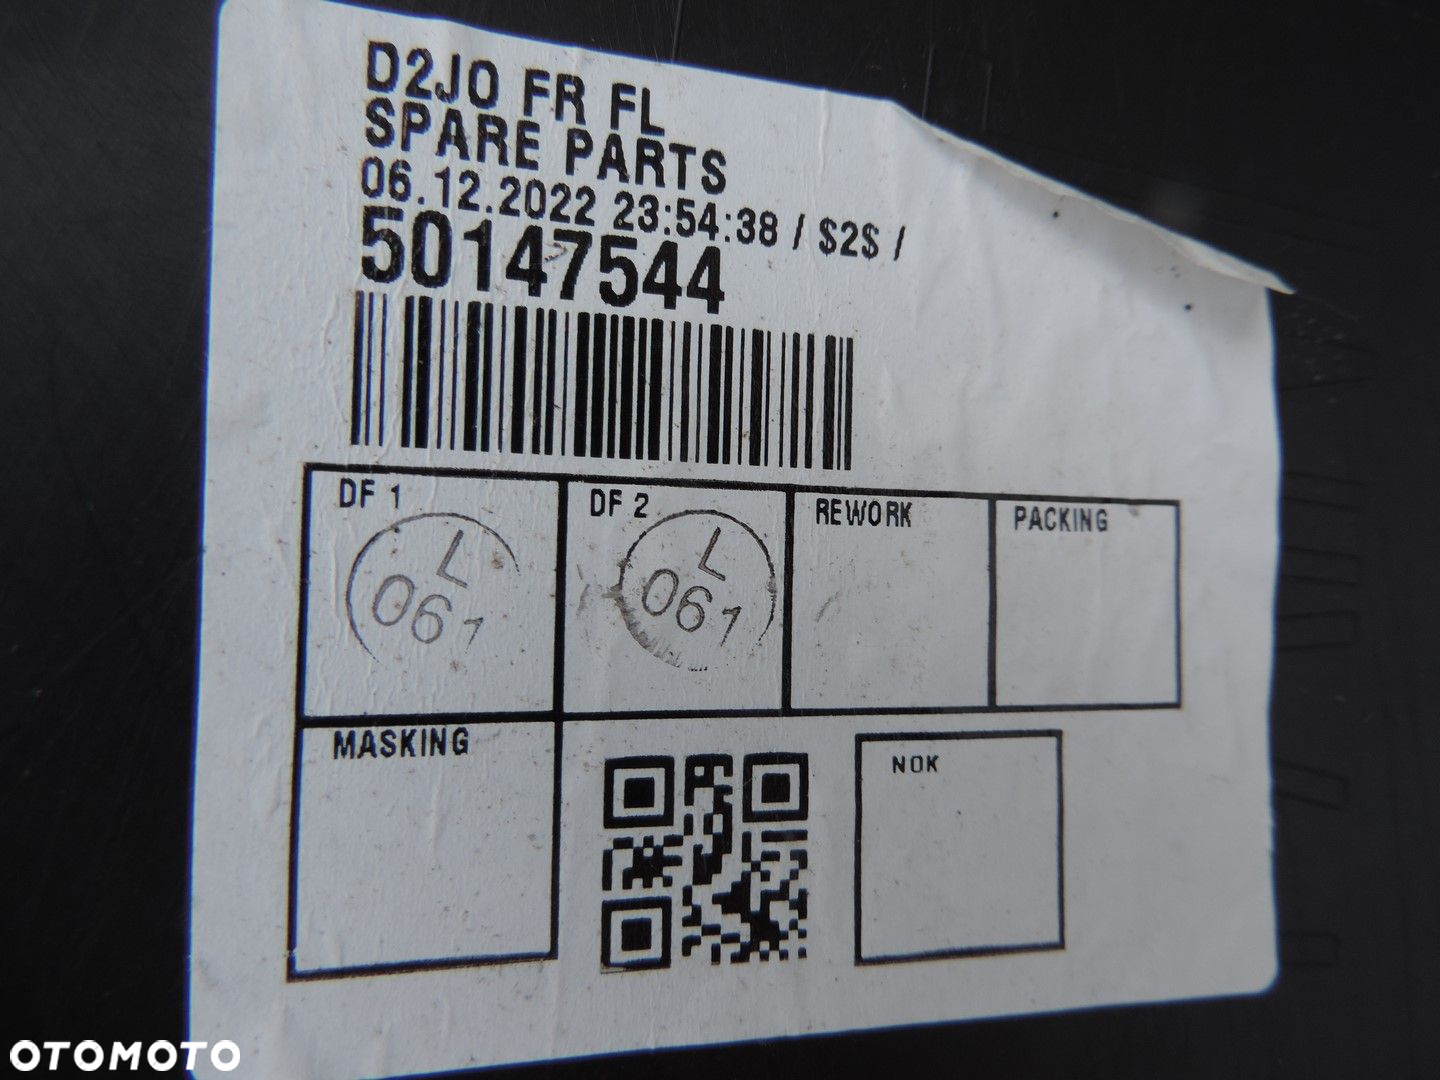 D2JO FR FL
SPARE PARTS
06.12.2022 23:54:38 / $2$ /
50147544
DF 1
DF 2
REWORK
PACKING
L
061
L
061
MASKING
NOK
OTOMOTO